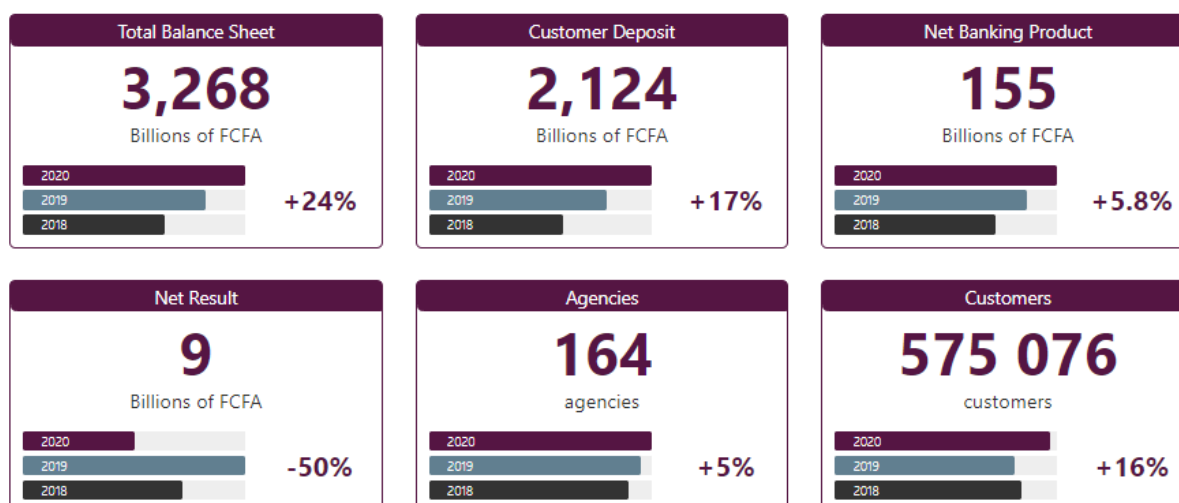 Total Balance Sheet
3,268
Billions of FCFA
2020
2019
2018
+24%
Customer Deposit
2,124
Billions of FCFA
2020
2019
2018
+17%
Net Banking Product
155
Billions of FCFA
2020
2019
2018
+5.8%
Net Result
9
Billions of FCFA
2020
2019
2018
-50%
Agencies
164
agencies
2020
2019
2018
+5%
Customers
575 076
customers
2020
2019
2018
+16%